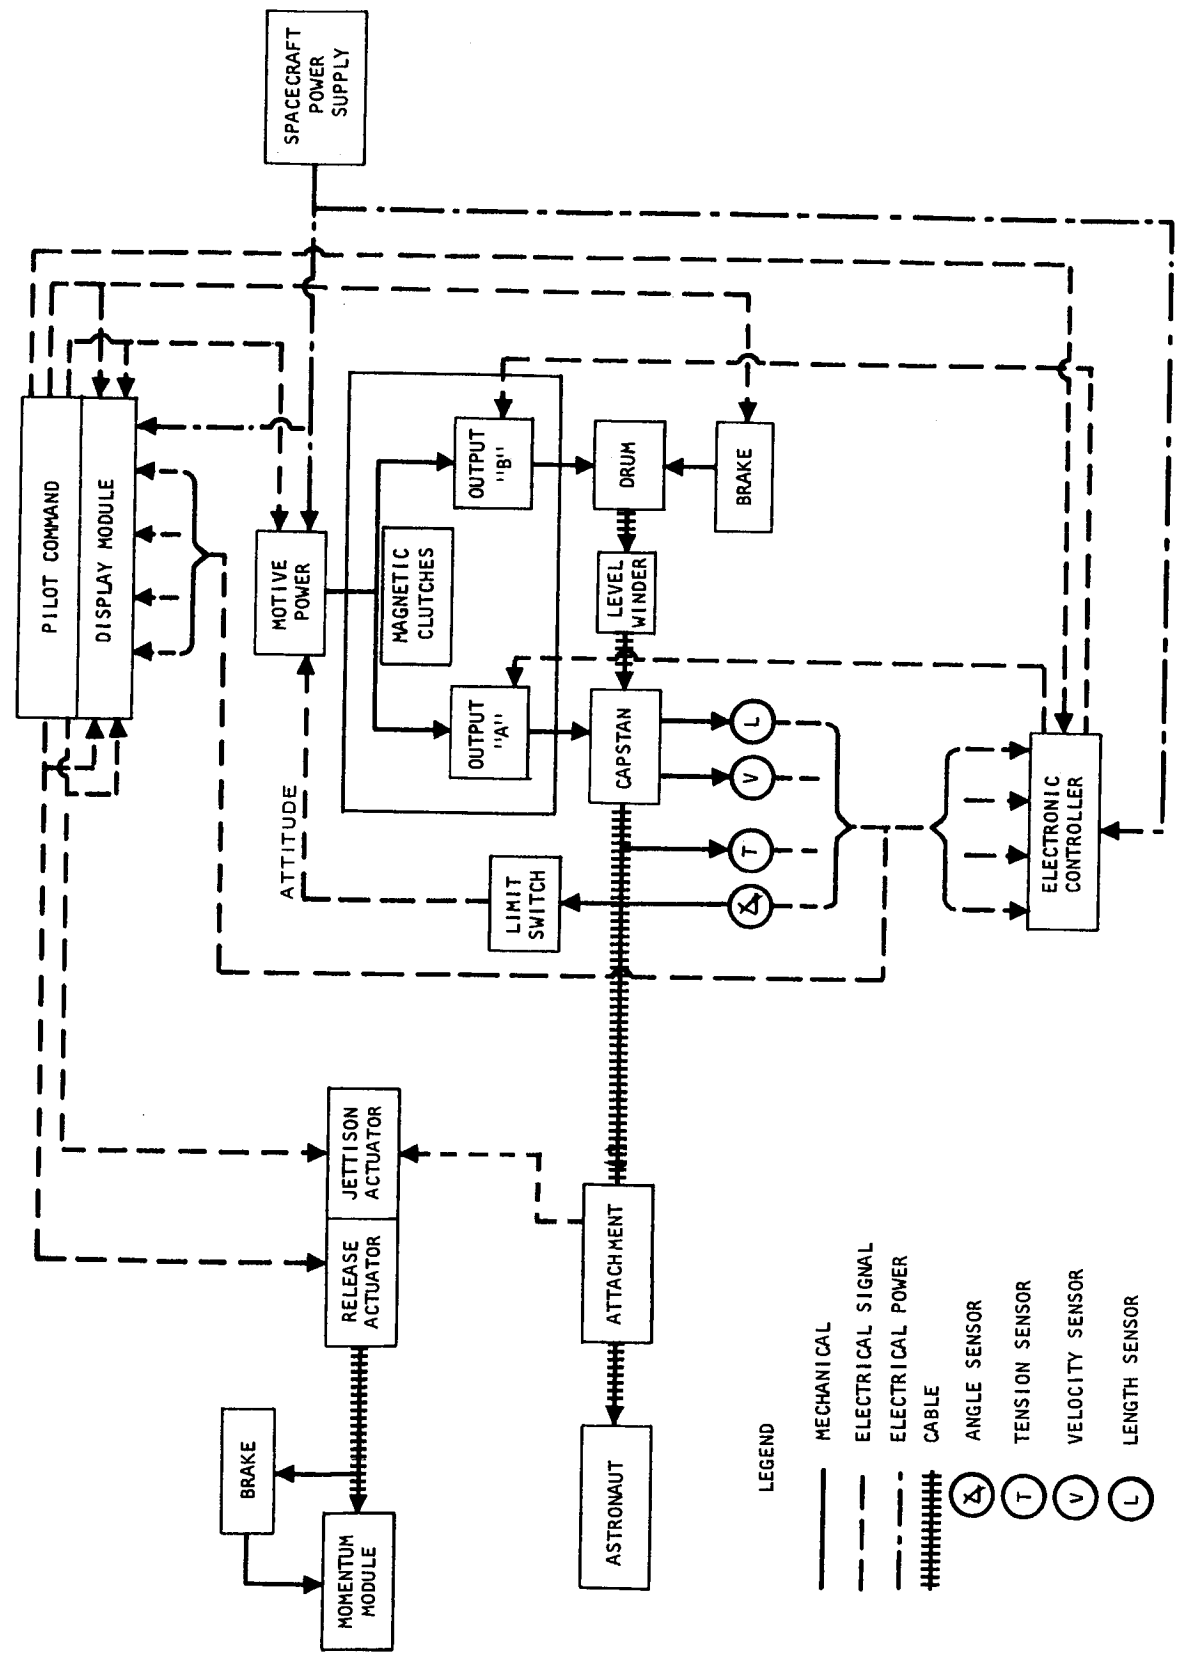 SPACECRAFT
POWER
SUPPLY
PILOT COMMAND
DISPLAY MODULE
MOTIVE
POWER
MAGNETIC
CLUTCHES
OUTPUT
"B"
OUTPUT
"A"
DRUM
BRAKE
LEVEL
WINDER
CAPSTAN
L
V
T
ATTITUDE
LIMIT
SWITCH
ELECTRONIC
CONTROLLER
JETTISON
ACTUATOR
RELEASE
ACTUATOR
ATTACHMENT
BRAKE
MOMENTUM
MODULE
ASTRONAUT
LEGEND
MECHANICAL
ELECTRICAL SIGNAL
ELECTRICAL POWER
CABLE
ANGLE SENSOR
T TENSION SENSOR
V VELOCITY SENSOR
L LENGTH SENSOR